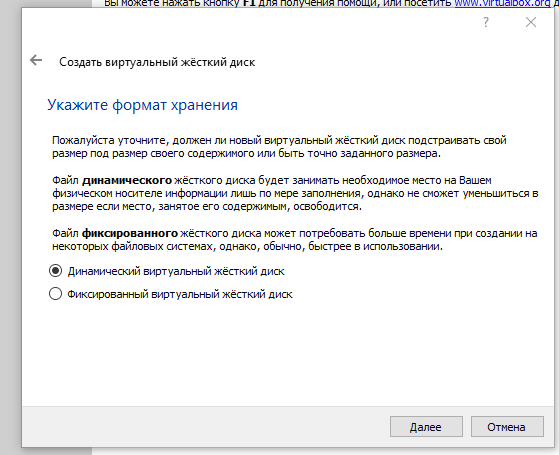 Вы можете нажать кнопку F1 для получения помощи, или посетить www.virtualbox.org д
?
Создать виртуальный жёсткий диск
Укажите формат хранения
Пожалуйста уточните, должен ли новый виртуальный жёсткий диск подстраивать свой
размер под размер своего содержимого или быть точно заданного размера.
Файл динамического жёсткого диска будет занимать необходимое место на Вашем
физическом носителе информации лишь по мере заполнения, однако не сможет уменьшиться в
размере если место, занятое его содержимым, освободится.
Файл фиксированного жёсткого диска может потребовать больше времени при создании на
некоторых файловых системах, однако, обычно, быстрее в использовании.
Динамический виртуальный жёсткий диск
Фиксированный виртуальный жёсткий диск
Далее Отмена